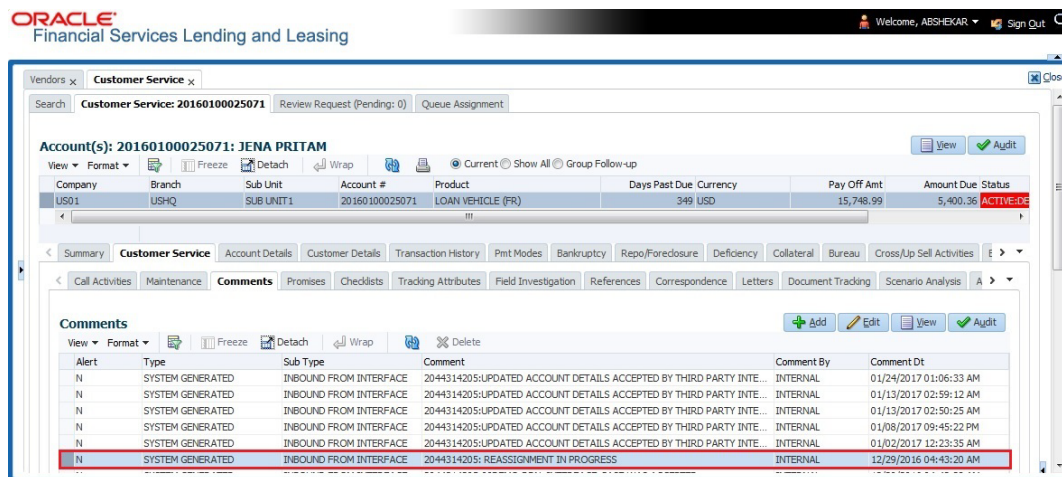 ORACLE®
Financial Services Lending and Leasing
Welcome, ABSHEKAR Sign Out
Vendors x Customer Service x
Close
Search Customer Service: 20160100025071 Review Request (Pending: 0) Queue Assignment
Account(s): 20160100025071: JENA PRITAM
View Audit
View Format Freeze Detach Wrap Current Show All Group Follow-up
Company Branch Sub Unit Account # Product Days Past Due Currency Pay Off Amt Amount Due Status
US01 USHQ SUB UNIT1 20160100025071 LOAN VEHICLE (FR) 349 USD 15,748.99 5,400.36 ACTIVE:DE
Summary Customer Service Account Details Customer Details Transaction History Pmt Modes Bankruptcy Repo/Foreclosure Deficiency Collateral Bureau Cross/Up Sell Activities
Call Activities Maintenance Comments Promises Checklists Tracking Attributes Field Investigation References Correspondence Letters Document Tracking Scenario Analysis A
Comments
Add Edit View Audit
View Format Freeze Detach Wrap Delete
Alert Type Sub Type Comment Comment By Comment Dt
N SYSTEM GENERATED INBOUND FROM INTERFACE 2044314205:UPDATED ACCOUNT DETAILS ACCEPTED BY THIRD PARTY INTE... INTERNAL 01/24/2017 01:06:33 AM
N SYSTEM GENERATED INBOUND FROM INTERFACE 2044314205:UPDATED ACCOUNT DETAILS ACCEPTED BY THIRD PARTY INTE... INTERNAL 01/13/2017 02:59:12 AM
N SYSTEM GENERATED INBOUND FROM INTERFACE 2044314205:UPDATED ACCOUNT DETAILS ACCEPTED BY THIRD PARTY INTE... INTERNAL 01/13/2017 02:50:25 AM
N SYSTEM GENERATED INBOUND FROM INTERFACE 2044314205:UPDATED ACCOUNT DETAILS ACCEPTED BY THIRD PARTY INTE... INTERNAL 01/08/2017 09:45:22 PM
N SYSTEM GENERATED INBOUND FROM INTERFACE 2044314205:UPDATED ACCOUNT DETAILS ACCEPTED BY THIRD PARTY INTE... INTERNAL 01/02/2017 12:23:35 AM
N SYSTEM GENERATED INBOUND FROM INTERFACE 2044314205: REASSIGNMENT IN PROGRESS INTERNAL 12/29/2016 04:43:20 AM